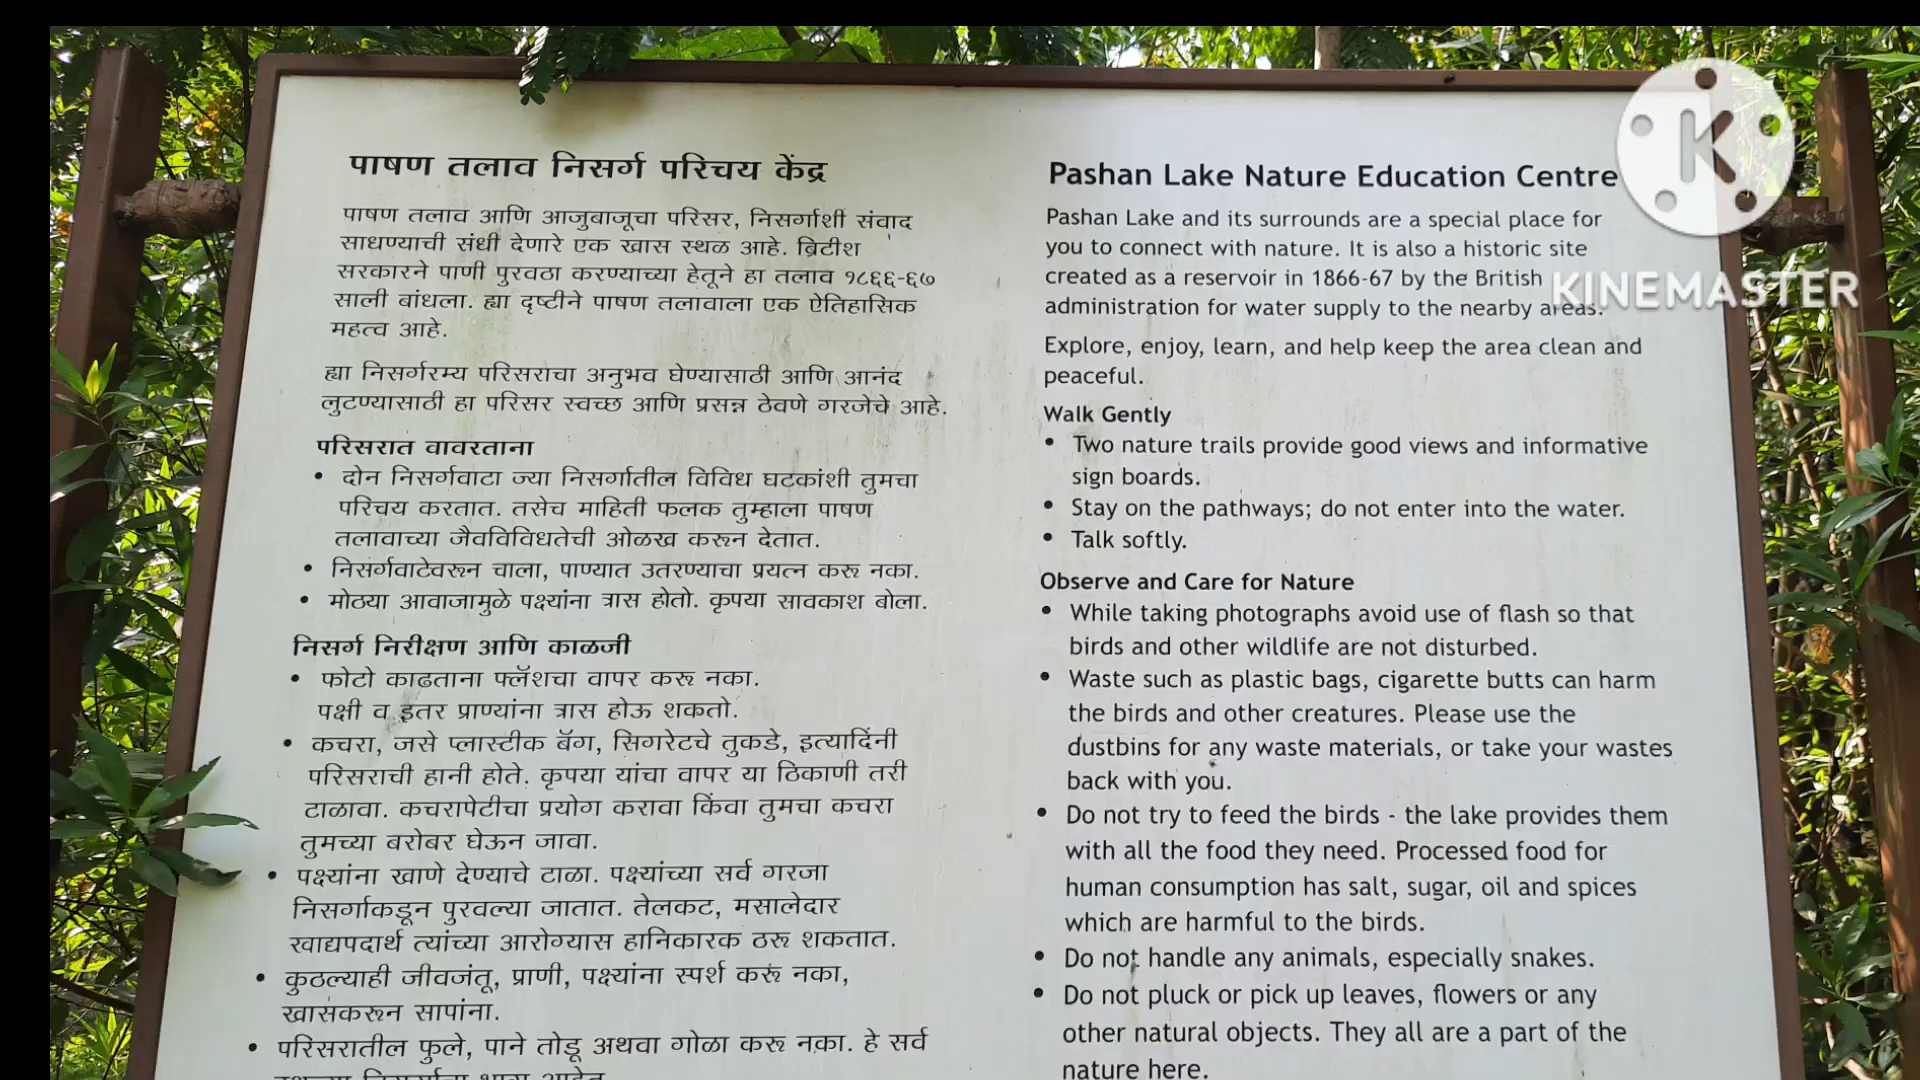 पाषण तलाव निसर्ग परिचय केंद्र
पाषण तलाव आणि आजुबाजूचा परिसर, निसर्गाशी संवाद
साधण्याची संधी देणारे एक खास स्थळ आहे. ब्रिटीश
सरकारने पाणी पुरवठा करण्याच्या हेतूने हा तलाव १८६६-६७
साली बांधला. ह्या दृष्टीने पाषण तलावाला एक ऐतिहासिक
महत्व आहे.
ह्या निसर्गरम्य परिसराचा अनुभव घेण्यासाठी आणि आनंद
लुटण्यासाठी हा परिसर स्वच्छ आणि प्रसन्न ठेवणे गरजेचे आहे.
परिसरात वावरताना
• दोन निसर्गवाटा ज्या निसर्गातील विविध घटकांशी तुमचा
परिचय करतात. तसेच माहिती फलक तुम्हाला पाषण
तलावाच्या जैवविविधतेची ओळख करून देतात.
• निसर्गवाटेवरून चाला, पाण्यात उतरण्याचा प्रयत्न करू नका.
• मोठया आवाजामुळे पक्ष्यांना त्रास होतो. कृपया सावकाश बोला.
निसर्ग निरीक्षण आणि काळजी
• फोटो काढताना फ्लॅशचा वापर करू नका.
पक्षी व इतर प्राण्यांना त्रास होऊ शकतो.
• कचरा, जसे प्लास्टीक बॅग, सिगरेटचे तुकडे, इत्यादिंनी
परिसराची हानी होते. कृपया यांचा वापर या ठिकाणी तरी
टाळावा. कचरापेटीचा प्रयोग करावा किंवा तुमचा कचरा
तुमच्या बरोबर घेऊन जावा.
• पक्ष्यांना खाणे देण्याचे टाळा. पक्ष्यांच्या सर्व गरजा
निसर्गाकडून पुरवल्या जातात. तेलकट, मसालेदार
खाद्यपदार्थ त्यांच्या आरोग्यास हानिकारक ठरू शकतात.
• कुठल्याही जीवजंतू, प्राणी, पक्ष्यांना स्पर्श करूं नका,
खासकरून सापांना.
• परिसरातील फुले, पाने तोडू अथवा गोळा करू नका. हे सर्व
Pashan Lake Nature Education Centre
Pashan Lake and its surrounds are a special place for
you to connect with nature. It is also a historic site
created as a reservoir in 1866-67 by the British
administration for water supply to the nearby areas.
Explore, enjoy, learn, and help keep the area clean and
peaceful.
Walk Gently
• Two nature trails provide good views and informative
sign boards.
• Stay on the pathways; do not enter into the water.
• Talk softly.
Observe and Care for Nature
• While taking photographs avoid use of flash so that
birds and other wildlife are not disturbed.
• Waste such as plastic bags, cigarette butts can harm
the birds and other creatures. Please use the
dustbins for any waste materials, or take your wastes
back with you.
• Do not try to feed the birds - the lake provides them
with all the food they need. Processed food for
human consumption has salt, sugar, oil and spices
which are harmful to the birds.
• Do not handle any animals, especially snakes.
• Do not pluck or pick up leaves, flowers or any
other natural objects. They all are a part of the
nature here.
K
KINEMASTER